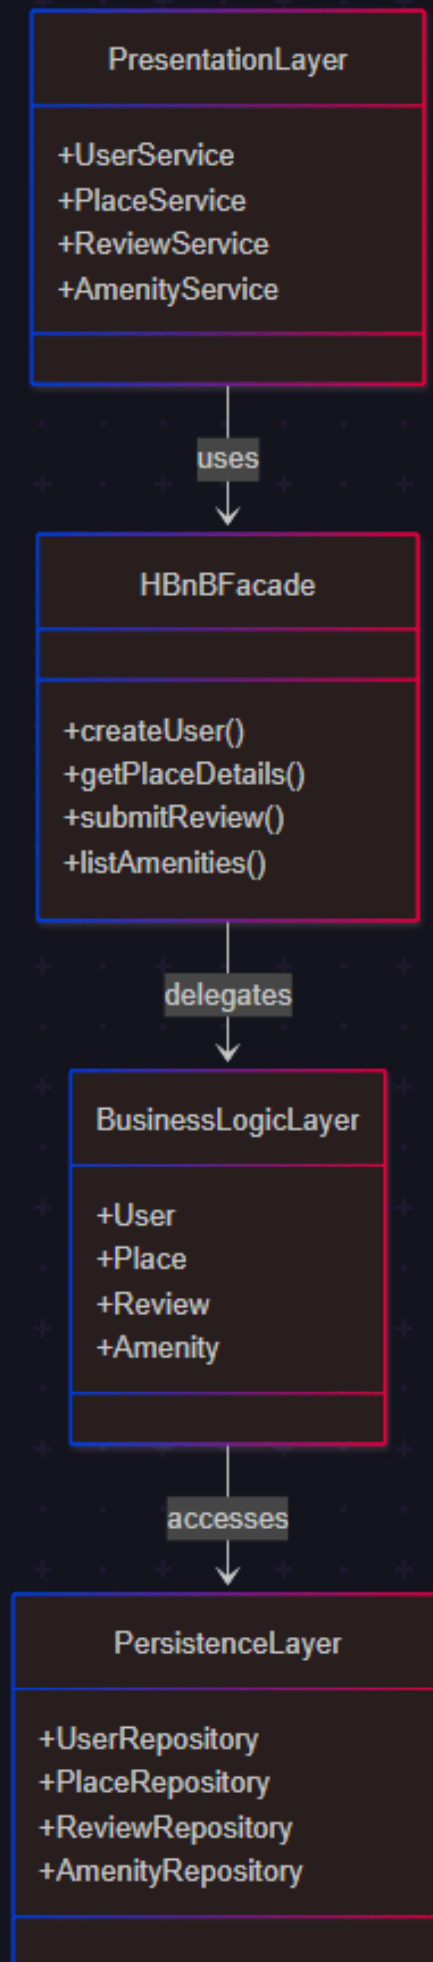 PresentationLayer
+UserService
+PlaceService
+ReviewService
+AmenityService
uses
HBnBFacade
+createUser()
+getPlaceDetails()
+submitReview()
+listAmenities()
delegates
BusinessLogicLayer
+User
+Place
+Review
+Amenity
accesses
PersistenceLayer
+UserRepository
+PlaceRepository
+ReviewRepository
+AmenityRepository